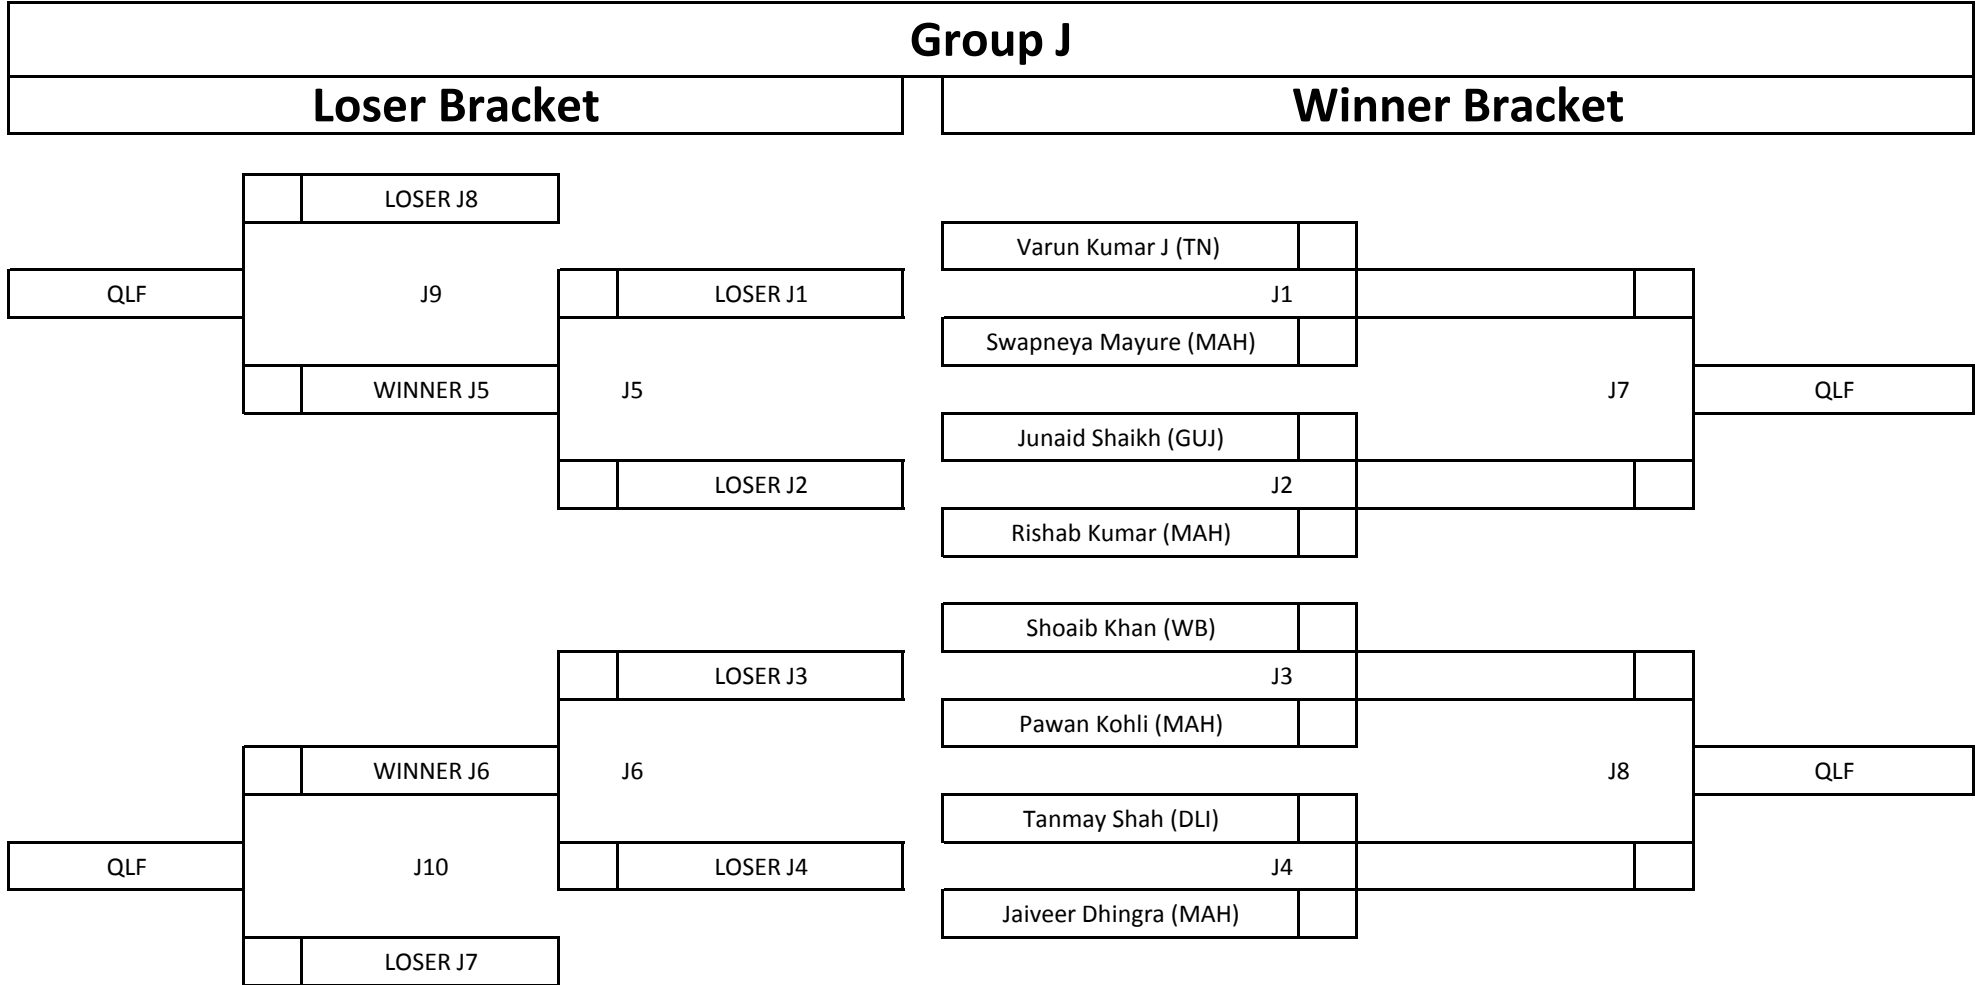 Group J
Loser Bracket
Winner Bracket
LOSER J8
QLF
J9
LOSER J1
WINNER J5
J5
LOSER J2
LOSER J3
WINNER J6
J6
QLF
J10
LOSER J4
LOSER J7
Varun Kumar J (TN)
J1
Swapneya Mayure (MAH)
J7
QLF
Junaid Shaikh (GUJ)
J2
Rishab Kumar (MAH)
Shoaib Khan (WB)
J3
Pawan Kohli (MAH)
J8
QLF
Tanmay Shah (DLI)
J4
Jaiveer Dhingra (MAH)